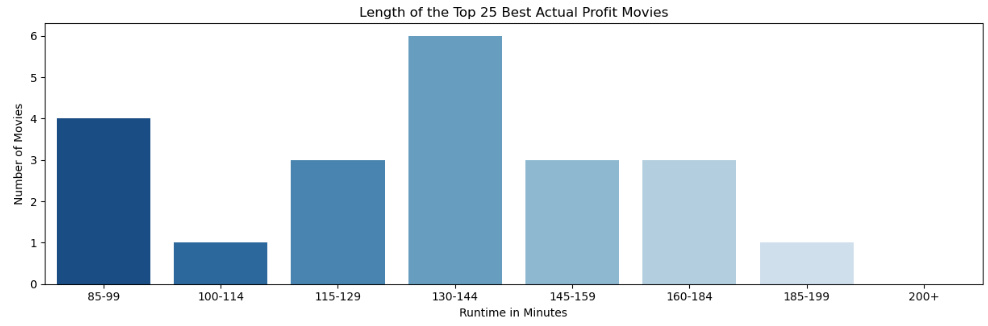 Length of the Top 25 Best Actual Profit Movies
Number of Movies
6
5
4
3
2
1
0
85-99 100-114 115-129 130-144 145-159 160-184 185-199 200+
Runtime in Minutes